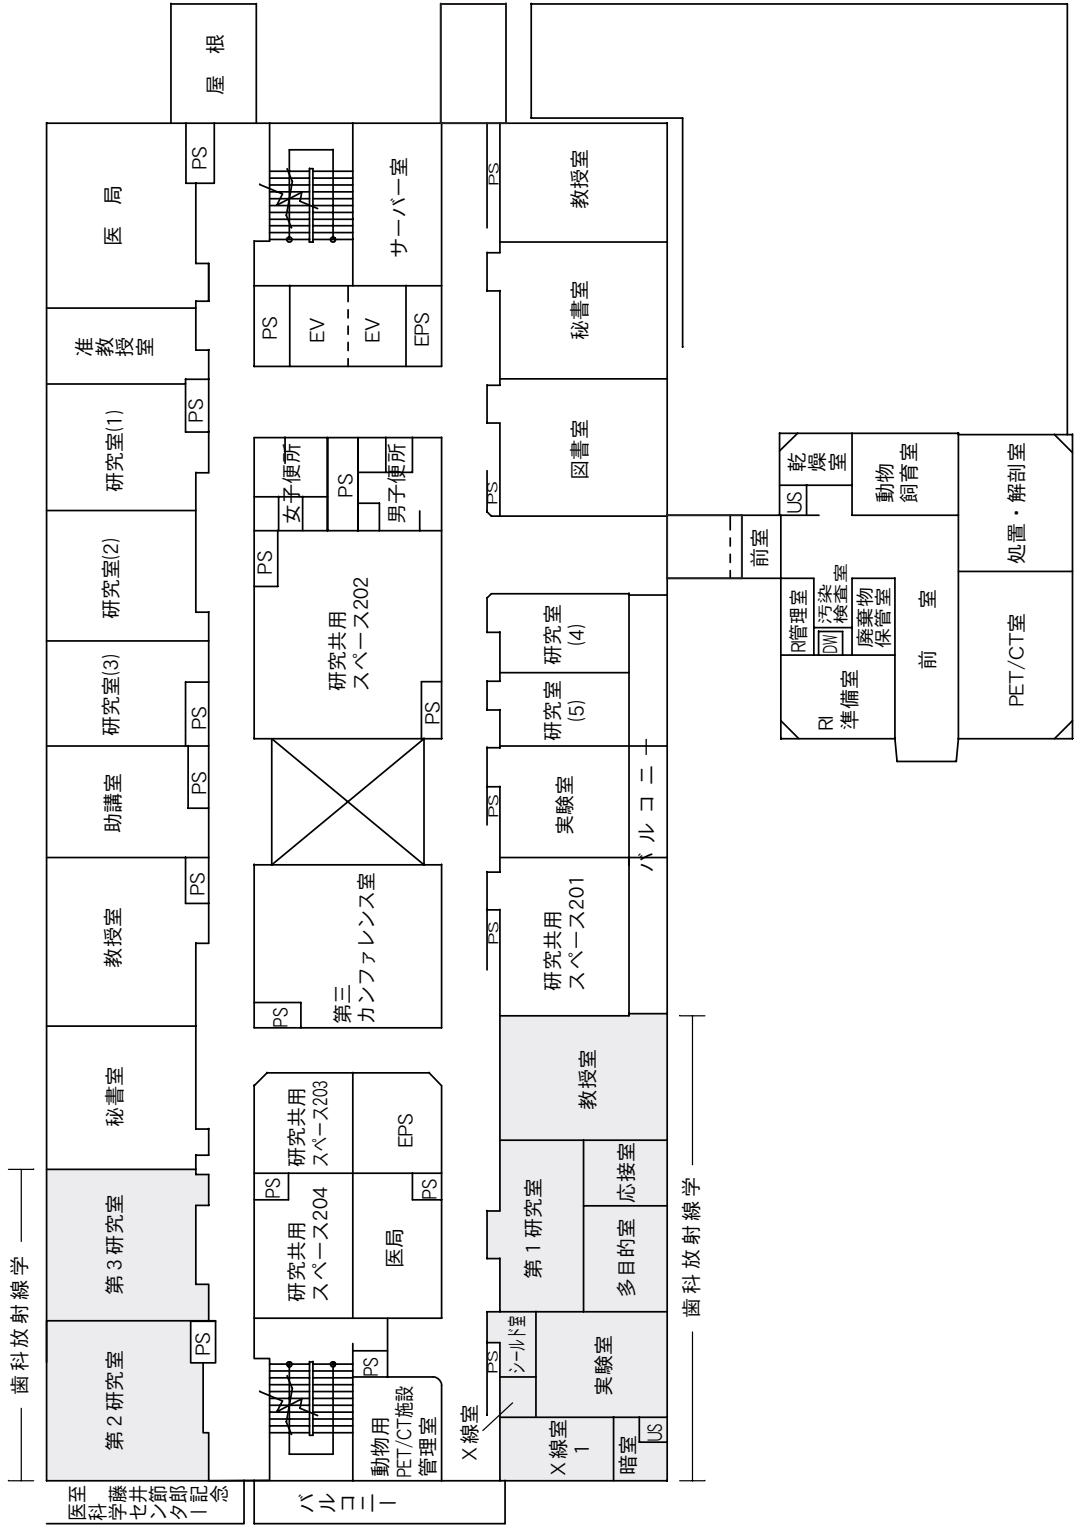 歯科放射線学
至 藤井節郎記念
医科学センター
第2研究室
第3研究室
秘書室
教授室
助講室
研究室(3)
研究室(2)
研究室(1)
准教授室
医局
PS
PS
PS
PS
PS
PS
屋根
バルコニー
研究共用
スペース204
PS
研究共用
スペース203
PS
第三
カンファレンス室
PS
研究共用
スペース202
PS
女子便所
PS
男子便所
PS
EV
EV
EPS
サーバー室
動物用
PET/CT施設
管理室
PS
医局
PS
EPS
X線室
PS
シールド室
PS
PS
PS
PS
X線室
1
暗室
US
実験室
第1研究室
多目的室
応接室
教授室
研究共用
スペース201
実験室
研究室
(5)
研究室
(4)
図書室
秘書室
教授室
バルコニー
歯科放射線学
前室
RI管理室
DW
汚染
検査室
廃棄物
保管室
RI
準備室
US
乾燥室
動物
飼育室
前室
PET/CT室
処置・解剖室